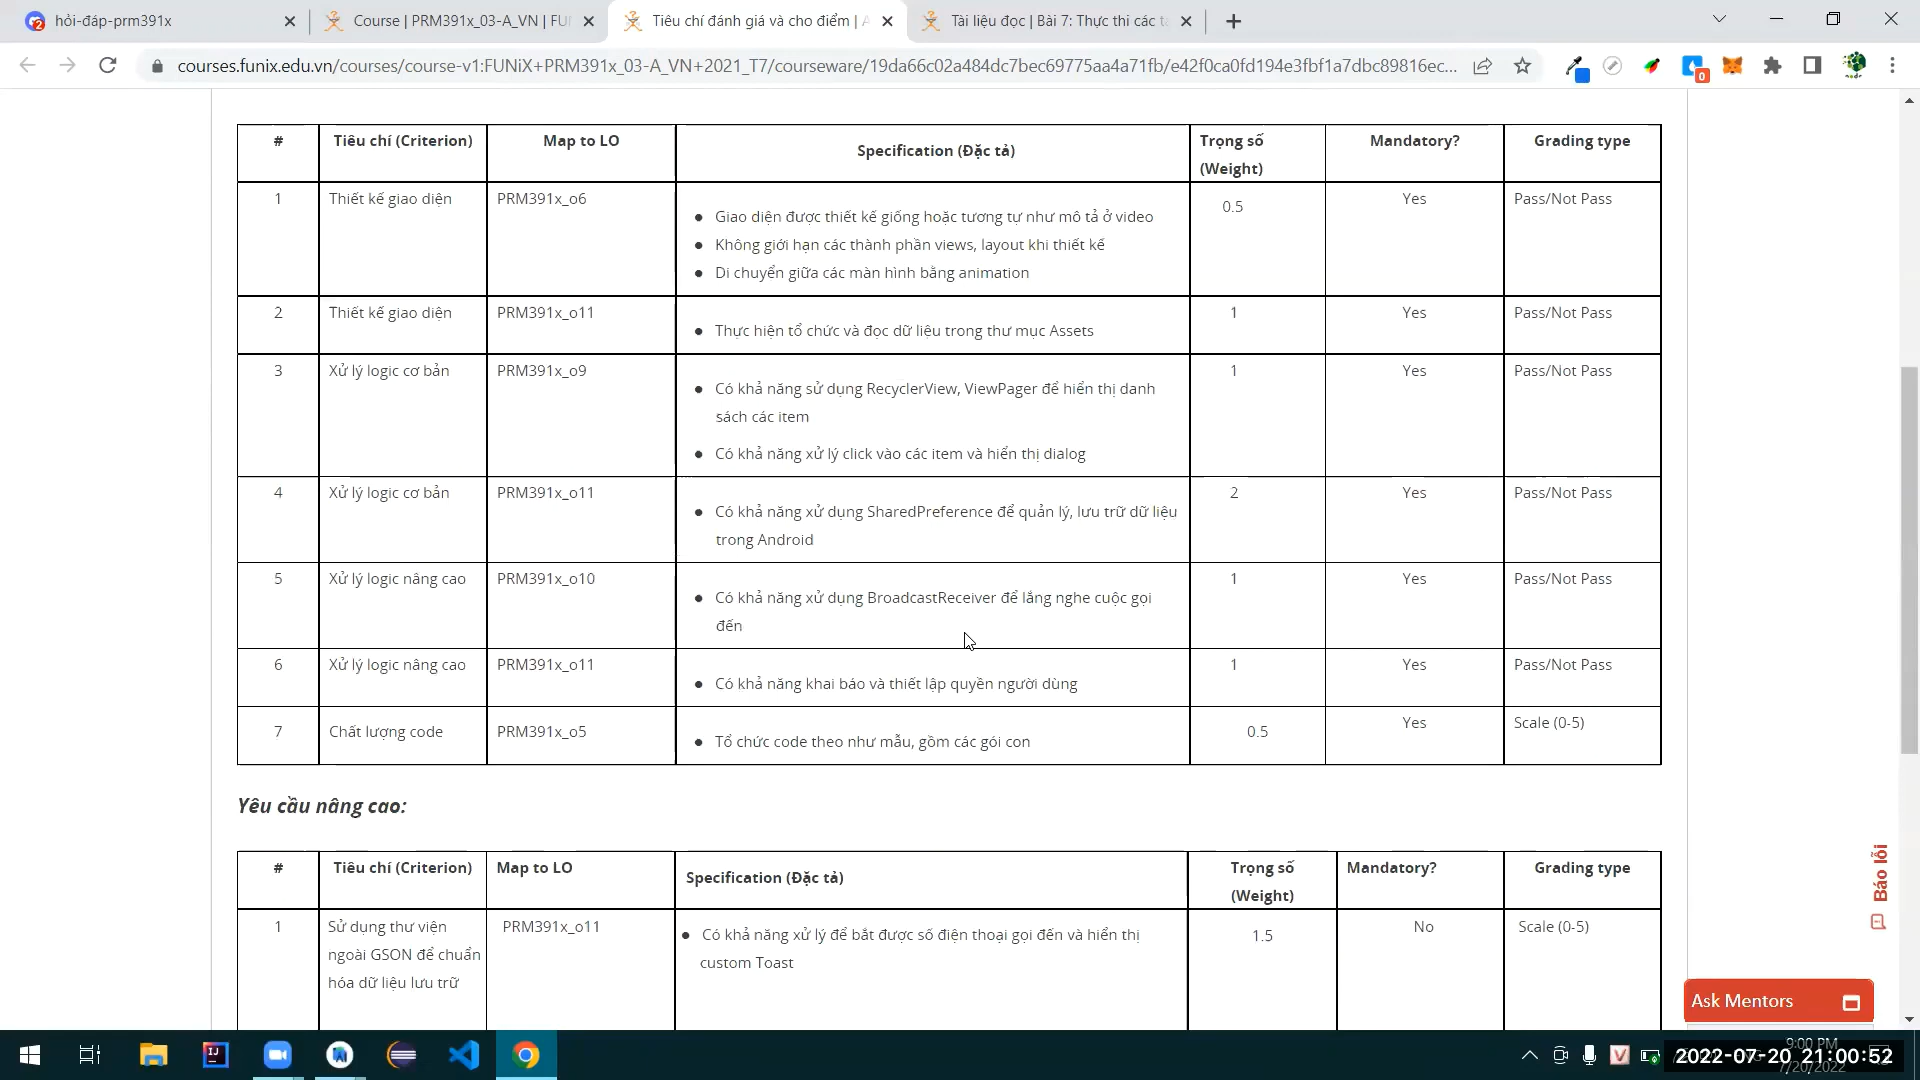 hỏi-đáp-prm391x
Course | PRM391x_03-A_VN | FU
Tiêu chí đánh giá và cho điểm | A
Tài liệu đọc | Bài 7: Thực thi các t
courses.funix.edu.vn/courses/course-v1:FUNiX+PRM391x_03-A_VN+2021_T7/courseware/19da66c02a484dc7bec69775aa4a71fb/e42f0ca0fd194e3fbf1a7dbc89816ec...
0
# Tiêu chí (Criterion) Map to LO Specification (Đặc tả) Trọng số Mandatory? Grading type
(Weight)
1 Thiết kế giao diện PRM391x_o6 0.5 Yes Pass/Not Pass
● Giao diện được thiết kế giống hoặc tương tự như mô tả ở video
● Không giới hạn các thành phần views, layout khi thiết kế
● Di chuyển giữa các màn hình bằng animation
2 Thiết kế giao diện PRM391x_o11 1 Yes Pass/Not Pass
● Thực hiện tổ chức và đọc dữ liệu trong thư mục Assets
3 Xử lý logic cơ bản PRM391x_o9 1 Yes Pass/Not Pass
● Có khả năng sử dụng RecyclerView, ViewPager để hiển thị danh
sách các item
● Có khả năng xử lý click vào các item và hiển thị dialog
4 Xử lý logic cơ bản PRM391x_o11 2 Yes Pass/Not Pass
● Có khả năng xử dụng SharedPreference để quản lý, lưu trữ dữ liệu
trong Android
5 Xử lý logic nâng cao PRM391x_o10 1 Yes Pass/Not Pass
● Có khả năng xử dụng BroadcastReceiver để lắng nghe cuộc gọi
đến
6 Xử lý logic nâng cao PRM391x_o11 1 Yes Pass/Not Pass
● Có khả năng khai báo và thiết lập quyền người dùng
7 Chất lượng code PRM391x_o5 0.5 Yes Scale (0-5)
● Tổ chức code theo như mẫu, gồm các gói con
Yêu cầu nâng cao:
# Tiêu chí (Criterion) Map to LO Specification (Đặc tả) Trọng số Mandatory? Grading type
(Weight)
1 Sử dụng thư viện PRM391x_o11 1.5 No Scale (0-5)
ngoài GSON để chuẩn
hóa dữ liệu lưu trữ
● Có khả năng xử lý để bắt được số điện thoại gọi đến và hiển thị
custom Toast
Báo lỗi
Ask Mentors
9:00 PM
7/20/2022
2022-07-20 21:00:52